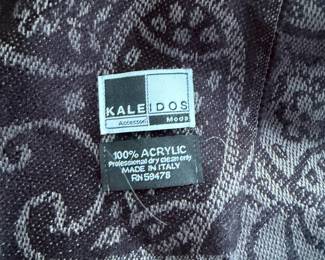 KALEIDOS
Accessori Moda
100% ACRYLIC
Professional dry clean only
MADE IN ITALY
RN 59478